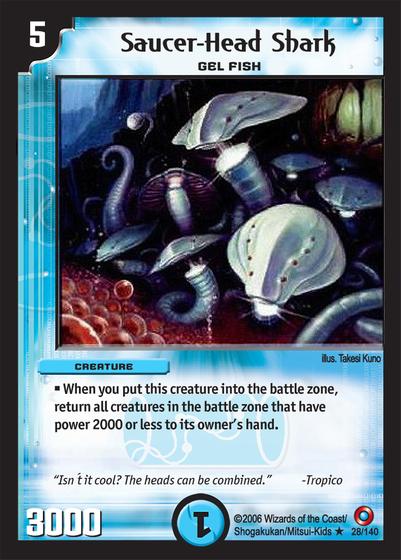 5
Saucer-Head Shark
GEL FISH
illus. Takesi Kuno
CREATURE
▪ When you put this creature into the battle zone,
return all creatures in the battle zone that have
power 2000 or less to its owner's hand.
"Isn´t it cool? The heads can be combined." -Tropico
3000
©2006 Wizards of the Coast/
Shogakukan/Mitsui-Kids ★ 28/140